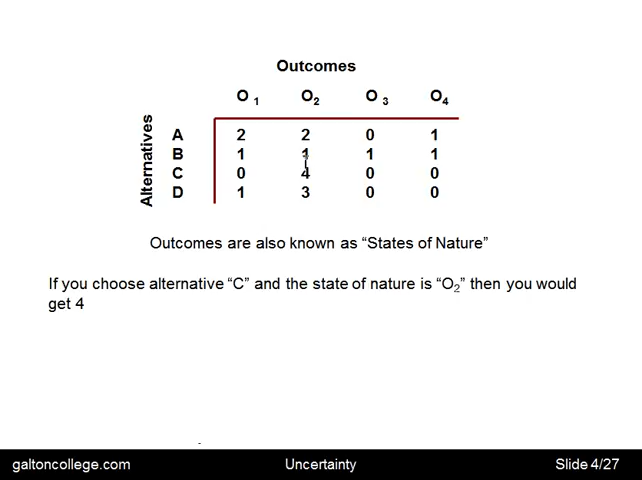 Outcomes
O 1 O2 O 3 O4
Alternatives
A 2 2 0 1
B 1 1 1 1
C 0 4 0 0
D 1 3 0 0
Outcomes are also known as “States of Nature”
If you choose alternative “C” and the state of nature is “O2” then you would
get 4
galtoncollege.com Uncertainty Slide 4/27